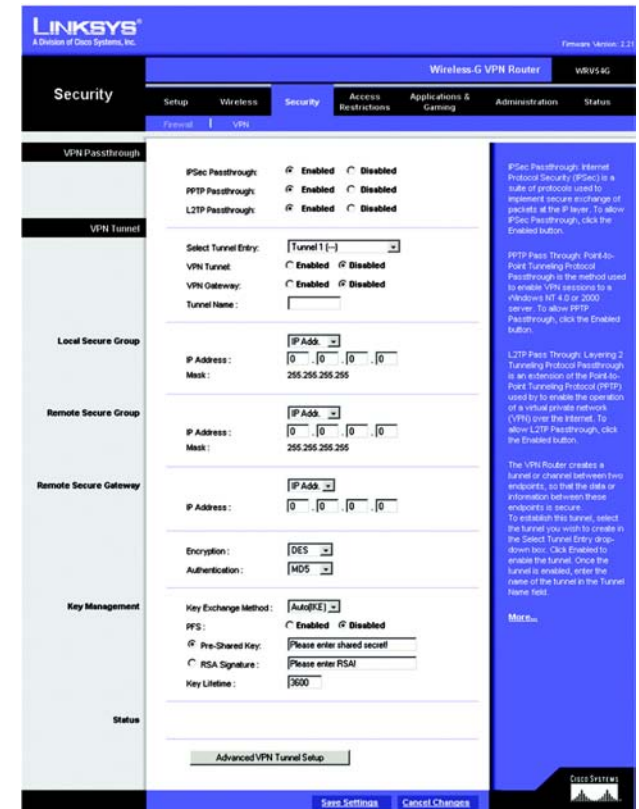 LINKSYS®
A Division of Cisco Systems, Inc.
Firmware Version: 2.21
Wireless-G VPN Router
WRV54G
Security
Setup
Wireless
Security
Access Restrictions
Applications & Gaming
Administration
Status
Firewall | VPN
VPN Passthrough
IPSec Passthrough: Enabled Disabled
PPTP Passthrough: Enabled Disabled
L2TP Passthrough: Enabled Disabled
VPN Tunnel
Select Tunnel Entry: Tunnel 1 (--)
VPN Tunnel: Enabled Disabled
VPN Gateway: Enabled Disabled
Tunnel Name :
Local Secure Group
IP Addr.
IP Address : 0 . 0 . 0 . 0
Mask : 255.255.255.255
Remote Secure Group
IP Addr.
IP Address : 0 . 0 . 0 . 0
Mask : 255.255.255.255
Remote Secure Gateway
IP Addr.
IP Address : 0 . 0 . 0 . 0
Encryption : DES
Authentication : MD5
Key Management
Key Exchange Method : Auto(IKE)
PFS : Enabled Disabled
Pre-Shared Key: Please enter shared secret!
RSA Signature : Please enter RSA!
Key Lifetime : 3600
Status
Advanced VPN Tunnel Setup
Save Settings
Cancel Changes
IPSec Passthrough: Internet
Protocol Security (IPSec) is a
suite of protocols used to
implement secure exchange of
packets at the IP layer. To allow
IPSec Passthrough, click the
Enabled button.
PPTP Pass Through: Point-to-
Point Tunneling Protocol
Passthrough is the method used
to enable VPN sessions to a
Windows NT 4.0 or 2000
server. To allow PPTP
Passthrough, click the Enabled
button.
L2TP Pass Through: Layering 2
Tunneling Protocol Passthrough
is an extension of the Point-to-
Point Tunneling Protocol (PPTP)
used by to enable the operation
of a virtual private network
(VPN) over the Internet. To
allow L2TP Passthrough, click
the Enabled button.
The VPN Router creates a
tunnel or channel between two
endpoints, so that the data or
information between these
endpoints is secure.
To establish this tunnel, select
the tunnel you wish to create in
the Select Tunnel Entry drop-
down box. Click Enabled to
enable the tunnel. Once the
tunnel is enabled, enter the
name of the tunnel in the Tunnel
Name field.
More...
CISCO SYSTEMS